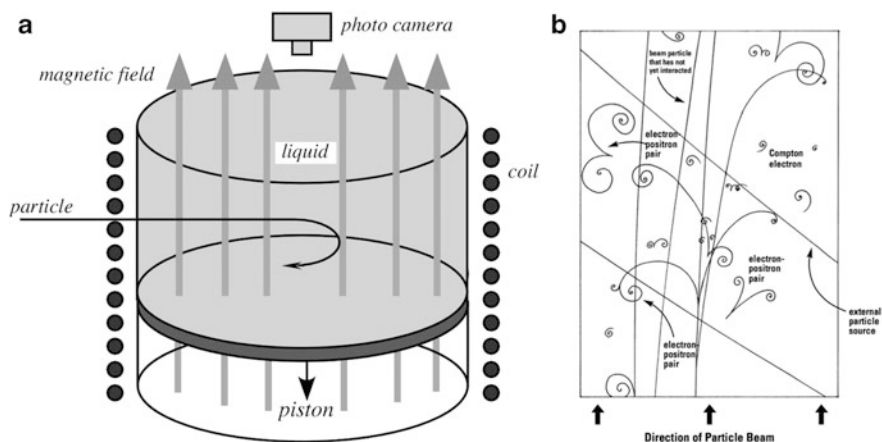 a
photo camera
magnetic field
liquid
coil
particle
piston
b
beam particle
that has not
yet interacted
electron
positron
pair
Compton
electron
electron-
positron
pair
external
particle
source
electron-
positron
pair
Direction of Particle Beam